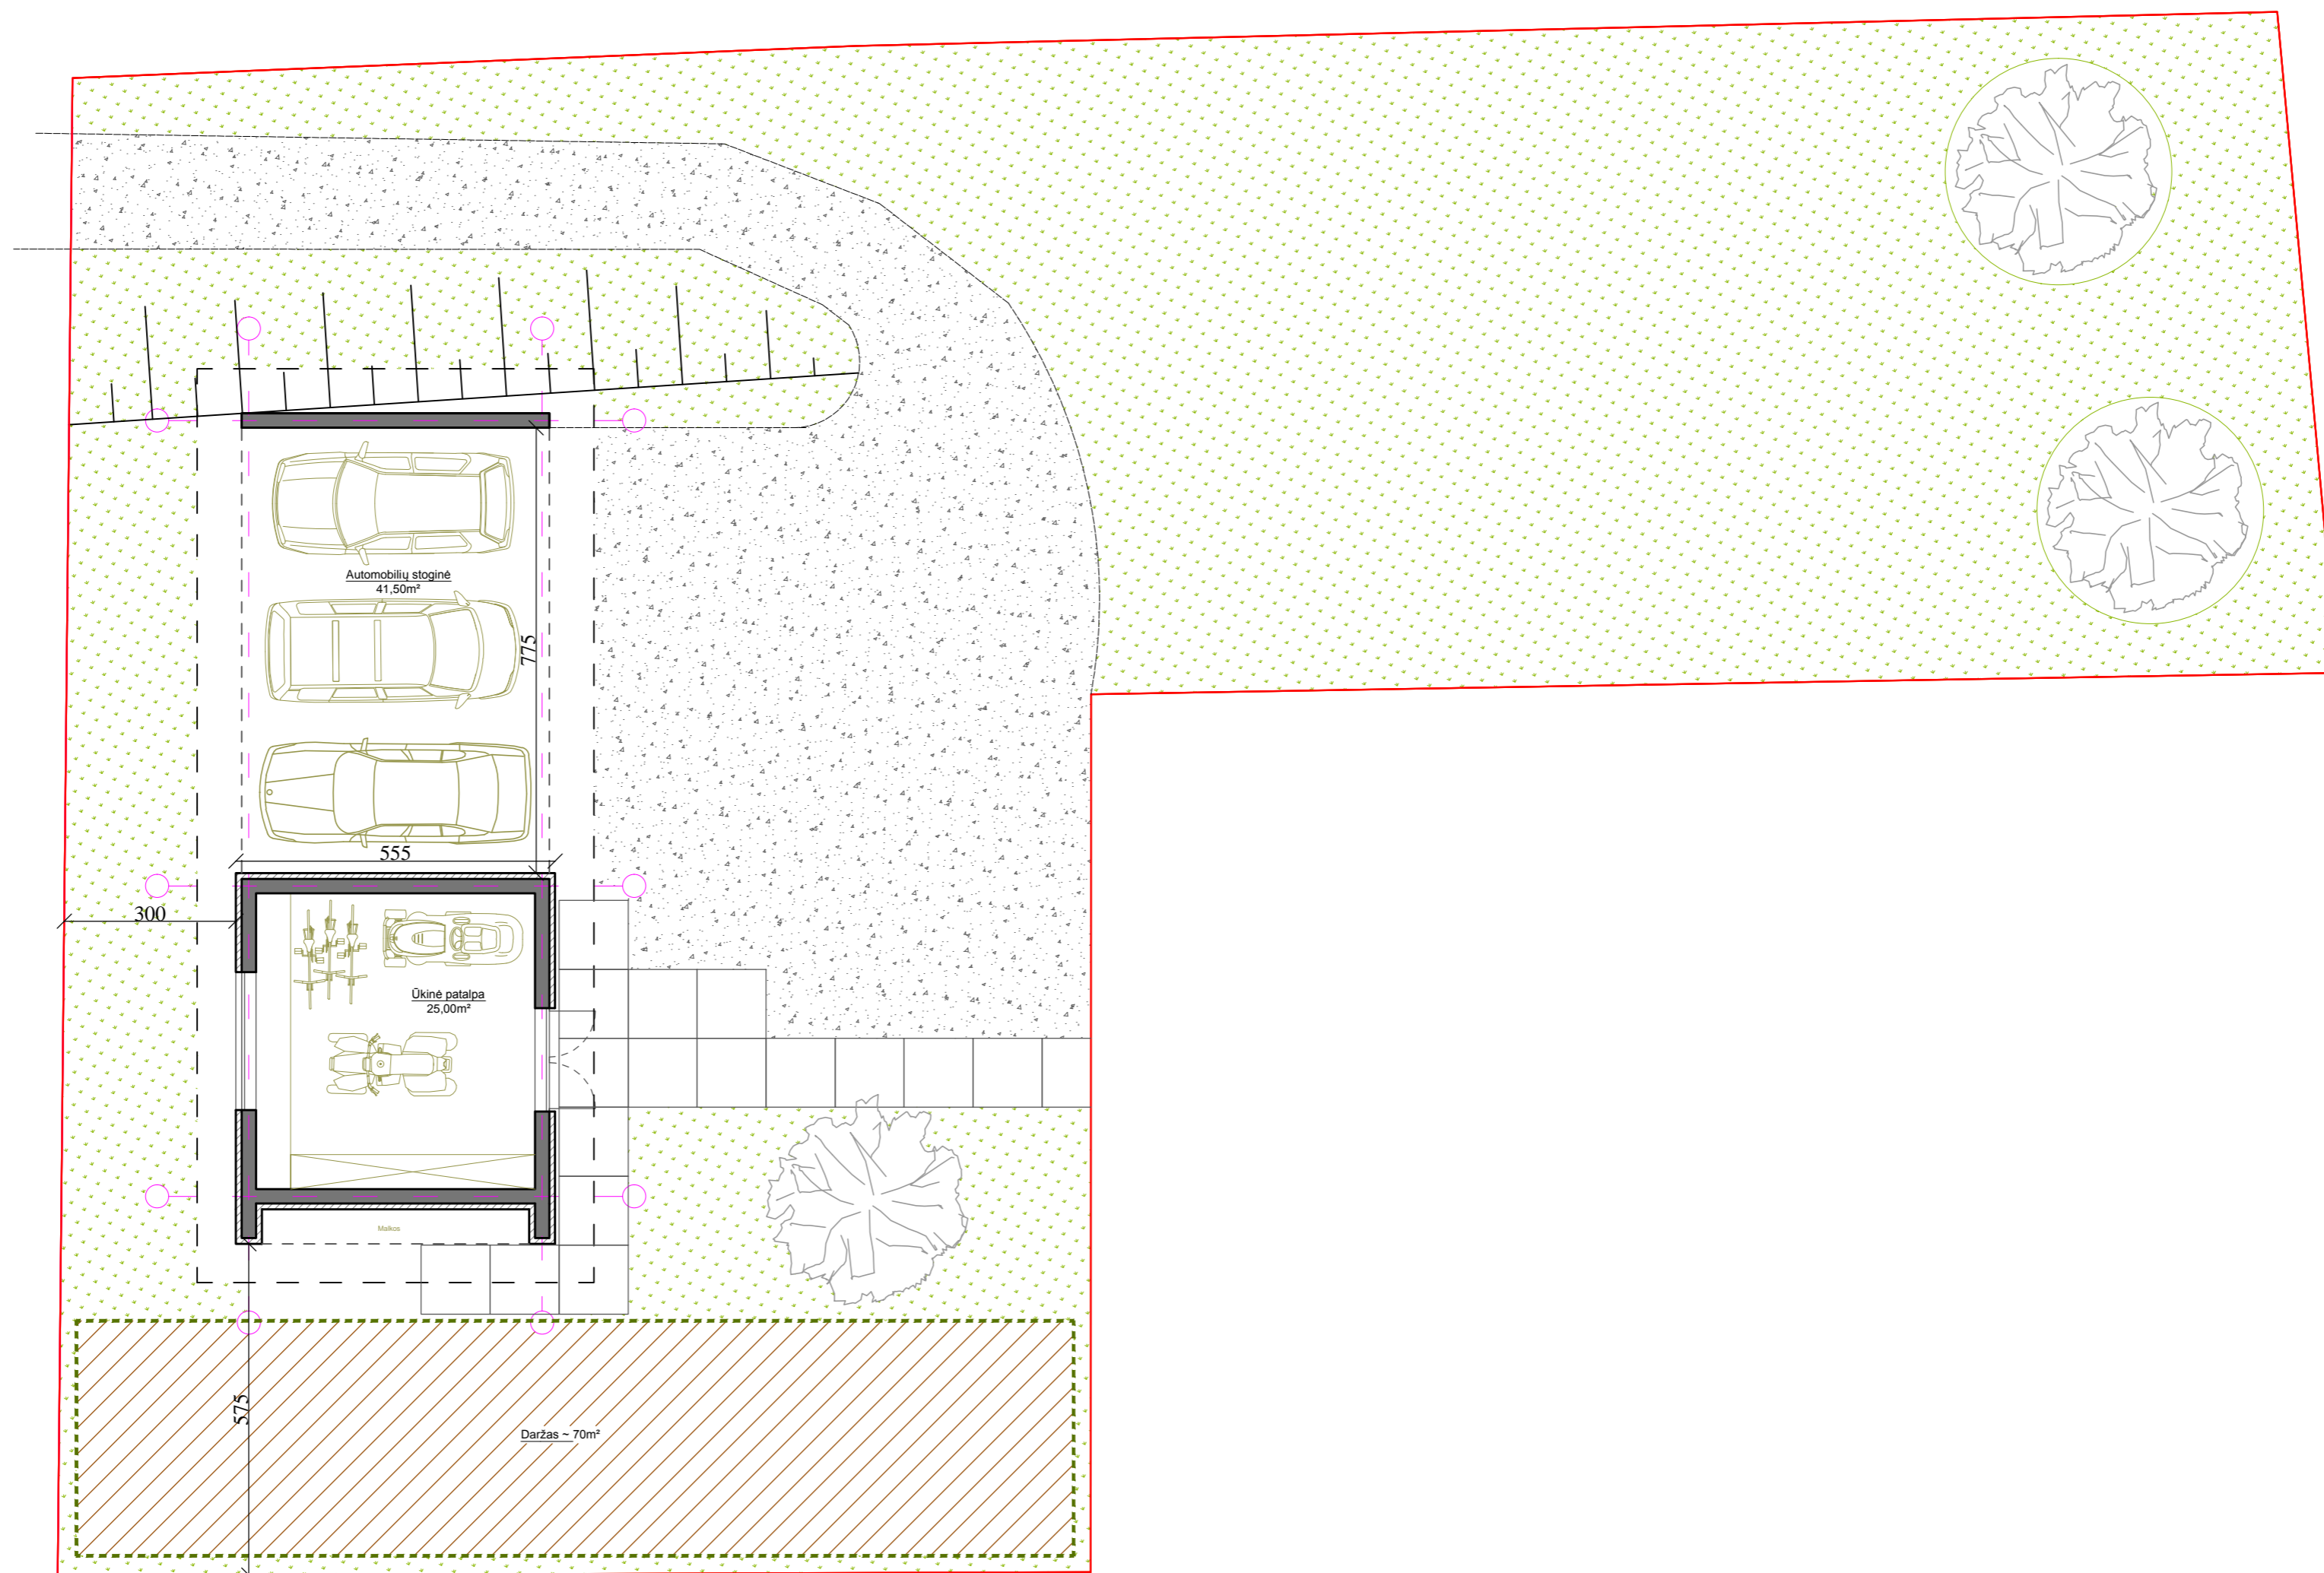 Automobilių stoginė
41,50m²
775
555
300
Ūkinė patalpa
25,00m²
Malkos
575
Daržas ~ 70m²